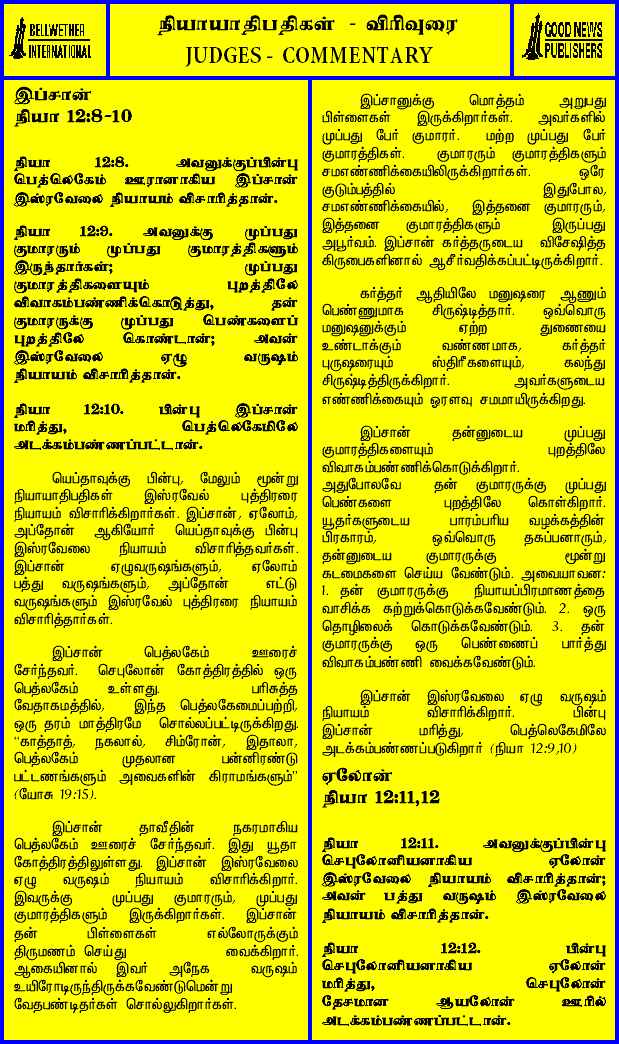 BELLWETHER
INTERNATIONAL
நியாயாதிபதிகள் - விரிவுரை
JUDGES - COMMENTARY
GOOD NEWS
PUBLISHERS
இப்சான்
நியா 12:8-10
நியா 12:8. அவனுக்குப்பின்பு
பெத்லெகேம் ஊரானாகிய இப்சான்
இஸ்ரவேலை நியாயம் விசாரித்தான்.
நியா 12:9. அவனுக்கு முப்பது
குமாரரும் முப்பது குமாரத்திகளும்
இருந்தார்கள்; முப்பது
குமாரத்திகளையும் புறத்திலே
விவாகம்பண்ணிக்கொடுத்து, தன்
குமாரருக்கு முப்பது பெண்களைப்
புறத்திலே கொண்டான்; அவன்
இஸ்ரவேலை ஏழு வருஷம்
நியாயம் விசாரித்தான்.
நியா 12:10. பின்பு இப்சான்
மரித்து, பெத்லெகேமிலே
அடக்கம்பண்ணப்பட்டான்.
யெப்தாவுக்கு பின்பு, மேலும் மூன்று
நியாயாதிபதிகள் இஸ்ரவேல் புத்திரரை
நியாயம் விசாரிக்கிறார்கள். இப்சான், ஏலோம்,
அப்தோன் ஆகியோர் யெப்தாவுக்கு பின்பு
இஸ்ரவேலை நியாயம் விசாரித்தவர்கள்.
இப்சான் ஏழுவருஷங்களும், ஏலோம்
பத்து வருஷங்களும், அப்தோன் எட்டு
வருஷங்களும் இஸ்ரவேல் புத்திரரை நியாயம்
விசாரித்தார்கள்.
இப்சான் பெத்லகேம் ஊரைச்
சேர்ந்தவர். செபுலோன் கோத்திரத்தில் ஒரு
பெத்லகேம் உள்ளது. பரிசுத்த
வேதாகமத்தில், இந்த பெத்லகேமைப்பற்றி,
ஒரு தரம் மாத்திரமே சொல்லப்பட்டிருக்கிறது.
“காத்தாத், நகலால், சிம்ரோன், இதாலா,
பெத்லகேம் முதலான பன்னிரண்டு
பட்டணங்களும் அவைகளின் கிராமங்களும்”
(யோசு 19:15).
இப்சான் தாவீதின் நகரமாகிய
பெத்லகேம் ஊரைச் சேர்ந்தவர். இது யூதா
கோத்திரத்திலுள்ளது. இப்சான் இஸ்ரவேலை
ஏழு வருஷம் நியாயம் விசாரிக்கிறார்.
இவருக்கு முப்பது குமாரரும், முப்பது
குமாரத்திகளும் இருக்கிறார்கள். இப்சான்
தன் பிள்ளைகள் எல்லோருக்கும்
திருமணம் செய்து வைக்கிறார்.
ஆகையினால் இவர் அநேக வருஷம்
உயிரோடிருந்திருக்கவேண்டுமென்று
வேதபண்டிதர்கள் சொல்லுகிறார்கள்.
இப்சானுக்கு மொத்தம் அறுபது
பிள்ளைகள் இருக்கிறார்கள். அவர்களில்
முப்பது பேர் குமாரர். மற்ற முப்பது பேர்
குமாரத்திகள். குமாரரும் குமாரத்திகளும்
சமஎண்ணிக்கையிலிருக்கிறார்கள். ஒரே
குடும்பத்தில் இதுபோல,
சமஎண்ணிக்கையில், இத்தனை குமாரரும்,
இத்தனை குமாரத்திகளும் இருப்பது
அபூர்வம். இப்சான் கர்த்தருடைய விசேஷித்த
கிருபைகளினால் ஆசீர்வதிக்கப்பட்டிருக்கிறார்.
கர்த்தர் ஆதியிலே மனுஷரை ஆணும்
பெண்ணுமாக சிருஷ்டித்தார். ஒவ்வொரு
மனுஷனுக்கும் ஏற்ற துணையை
உண்டாக்கும் வண்ணமாக, கர்த்தர்
புருஷரையும் ஸ்திரீகளையும், கலந்து
சிருஷ்டித்திருக்கிறார். அவர்களுடைய
எண்ணிக்கையும் ஓரளவு சமமாயிருக்கிறது.
இப்சான் தன்னுடைய முப்பது
குமாரத்திகளையும் புறத்திலே
விவாகம்பண்ணிக்கொடுக்கிறார்.
அதுபோலவே தன் குமாரருக்கு முப்பது
பெண்களை புறத்திலே கொள்கிறார்.
யூதர்களுடைய பாரம்பரிய வழக்கத்தின்
பிரகாரம், ஒவ்வொரு தகப்பனாரும்,
தன்னுடைய குமாரருக்கு மூன்று
கடமைகளை செய்ய வேண்டும். அவையாவன:
1. தன் குமாரருக்கு நியாயப்பிரமாணத்தை
வாசிக்க கற்றுக்கொடுக்கவேண்டும். 2. ஒரு
தொழிலைக் கொடுக்கவேண்டும். 3. தன்
குமாரருக்கு ஒரு பெண்ணைப் பார்த்து
விவாகம்பண்ணி வைக்கவேண்டும்.
இப்சான் இஸ்ரவேலை ஏழு வருஷம்
நியாயம் விசாரிக்கிறார். பின்பு
இப்சான் மரித்து, பெத்லெகேமிலே
அடக்கம்பண்ணப்படுகிறார் (நியா 12:9,10)
ஏலோன்
நியா 12:11,12
நியா 12:11. அவனுக்குப்பின்பு
செபுலோனியனாகிய ஏலோன்
இஸ்ரவேலை நியாயம் விசாரித்தான்;
அவன் பத்து வருஷம் இஸ்ரவேலை
நியாயம் விசாரித்தான்.
நியா 12:12. பின்பு
செபுலோனியனாகிய ஏலோன்
மரித்து, செபுலோன்
தேசமான ஆயலோன் ஊரில்
அடக்கம்பண்ணப்பட்டான்.